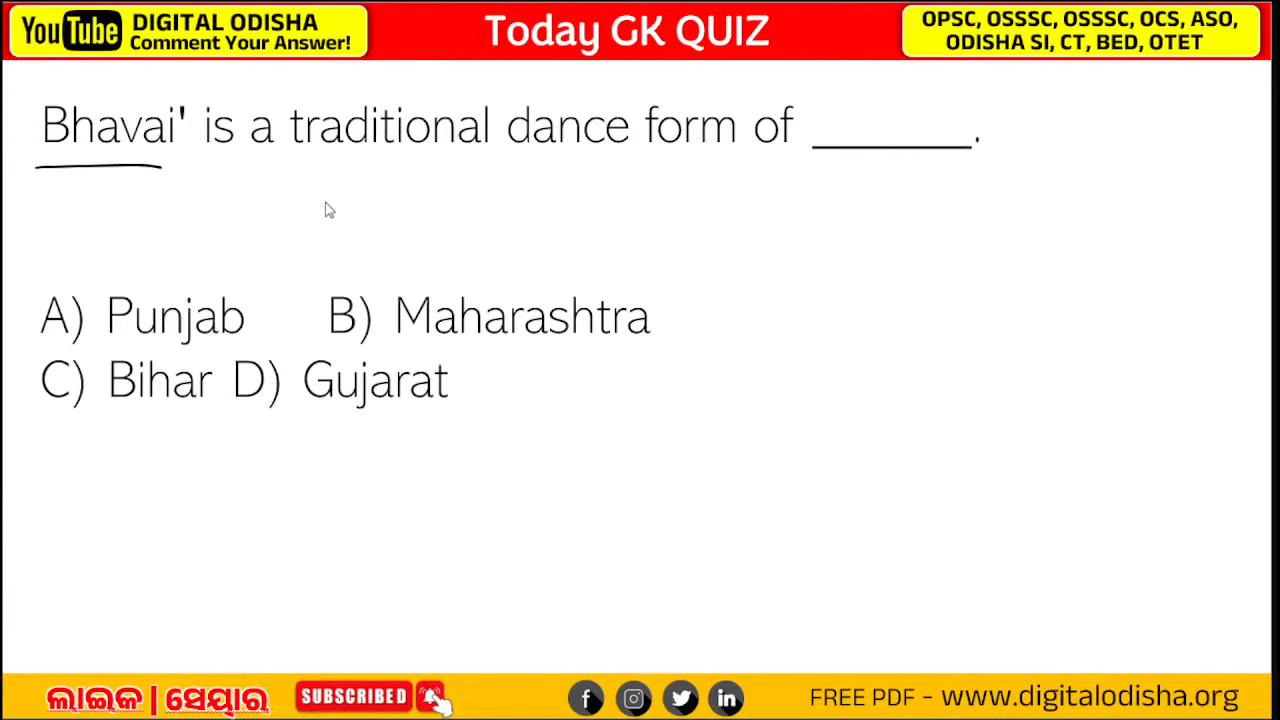 YouTube DIGITAL ODISHA
Comment Your Answer!
Today GK QUIZ
OPSC, OSSSC, OSSSC, OCS, ASO,
ODISHA SI, CT, BED, OTET
Bhavai' is a traditional dance form of _______.
A) Punjab B) Maharashtra
C) Bihar D) Gujarat
ଲାଇକ | ସେୟାର
SUBSCRIBED
FREE PDF - www.digitalodisha.org